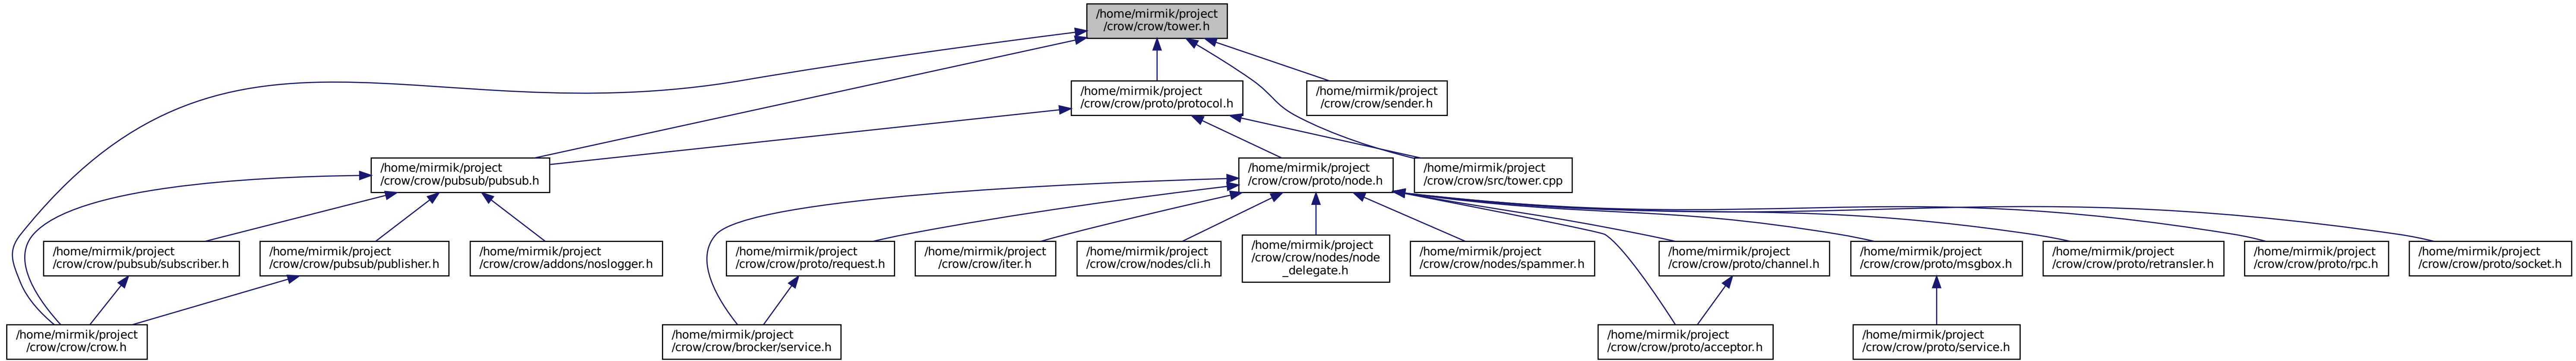 /home/mirmik/project
/crow/crow/tower.h
/home/mirmik/project
/crow/crow/proto/protocol.h
/home/mirmik/project
/crow/crow/sender.h
/home/mirmik/project
/crow/crow/pubsub/pubsub.h
/home/mirmik/project
/crow/crow/proto/node.h
/home/mirmik/project
/crow/crow/src/tower.cpp
/home/mirmik/project
/crow/crow/pubsub/subscriber.h
/home/mirmik/project
/crow/crow/pubsub/publisher.h
/home/mirmik/project
/crow/crow/addons/noslogger.h
/home/mirmik/project
/crow/crow/proto/request.h
/home/mirmik/project
/crow/crow/iter.h
/home/mirmik/project
/crow/crow/nodes/cli.h
/home/mirmik/project
/crow/crow/nodes/node
_delegate.h
/home/mirmik/project
/crow/crow/nodes/spammer.h
/home/mirmik/project
/crow/crow/proto/channel.h
/home/mirmik/project
/crow/crow/proto/msgbox.h
/home/mirmik/project
/crow/crow/proto/retransler.h
/home/mirmik/project
/crow/crow/proto/rpc.h
/home/mirmik/project
/crow/crow/proto/socket.h
/home/mirmik/project
/crow/crow/crow.h
/home/mirmik/project
/crow/crow/brocker/service.h
/home/mirmik/project
/crow/crow/proto/acceptor.h
/home/mirmik/project
/crow/crow/proto/service.h